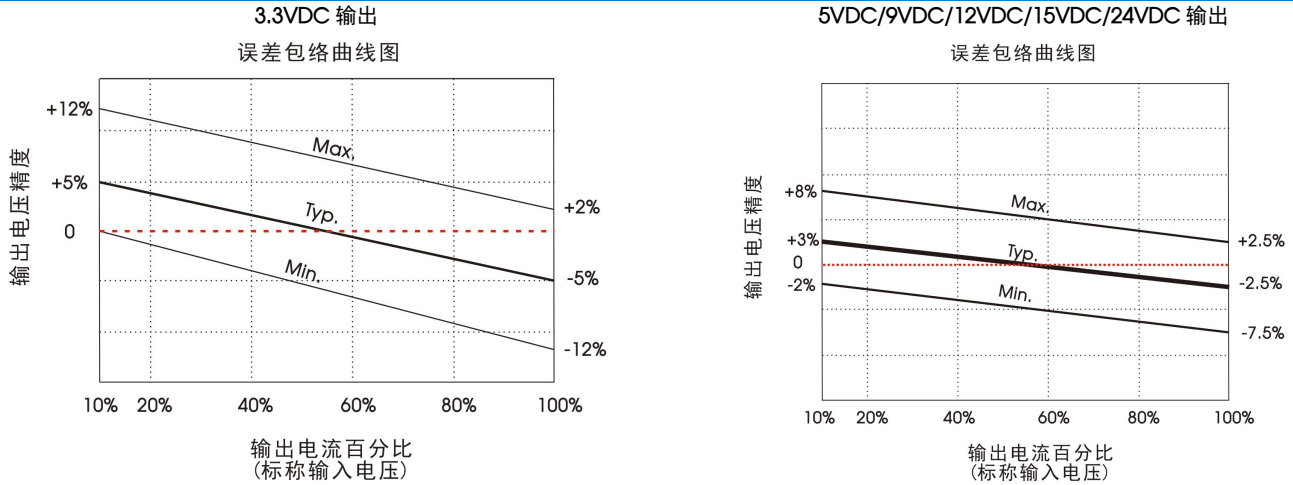 3.3VDC 输出
误差包络曲线图
+12%
+5%
0
输出电压精度
Max.
Typ.
Min.
+2%
-5%
-12%
10% 20% 40% 60% 80% 100%
输出电流百分比
(标称输入电压)
5VDC/9VDC/12VDC/15VDC/24VDC 输出
误差包络曲线图
+8%
+3%
0
-2%
输出电压精度
Max.
Typ.
Min.
+2.5%
-2.5%
-7.5%
10% 20% 40% 60% 80% 100%
输出电流百分比
(标称输入电压)